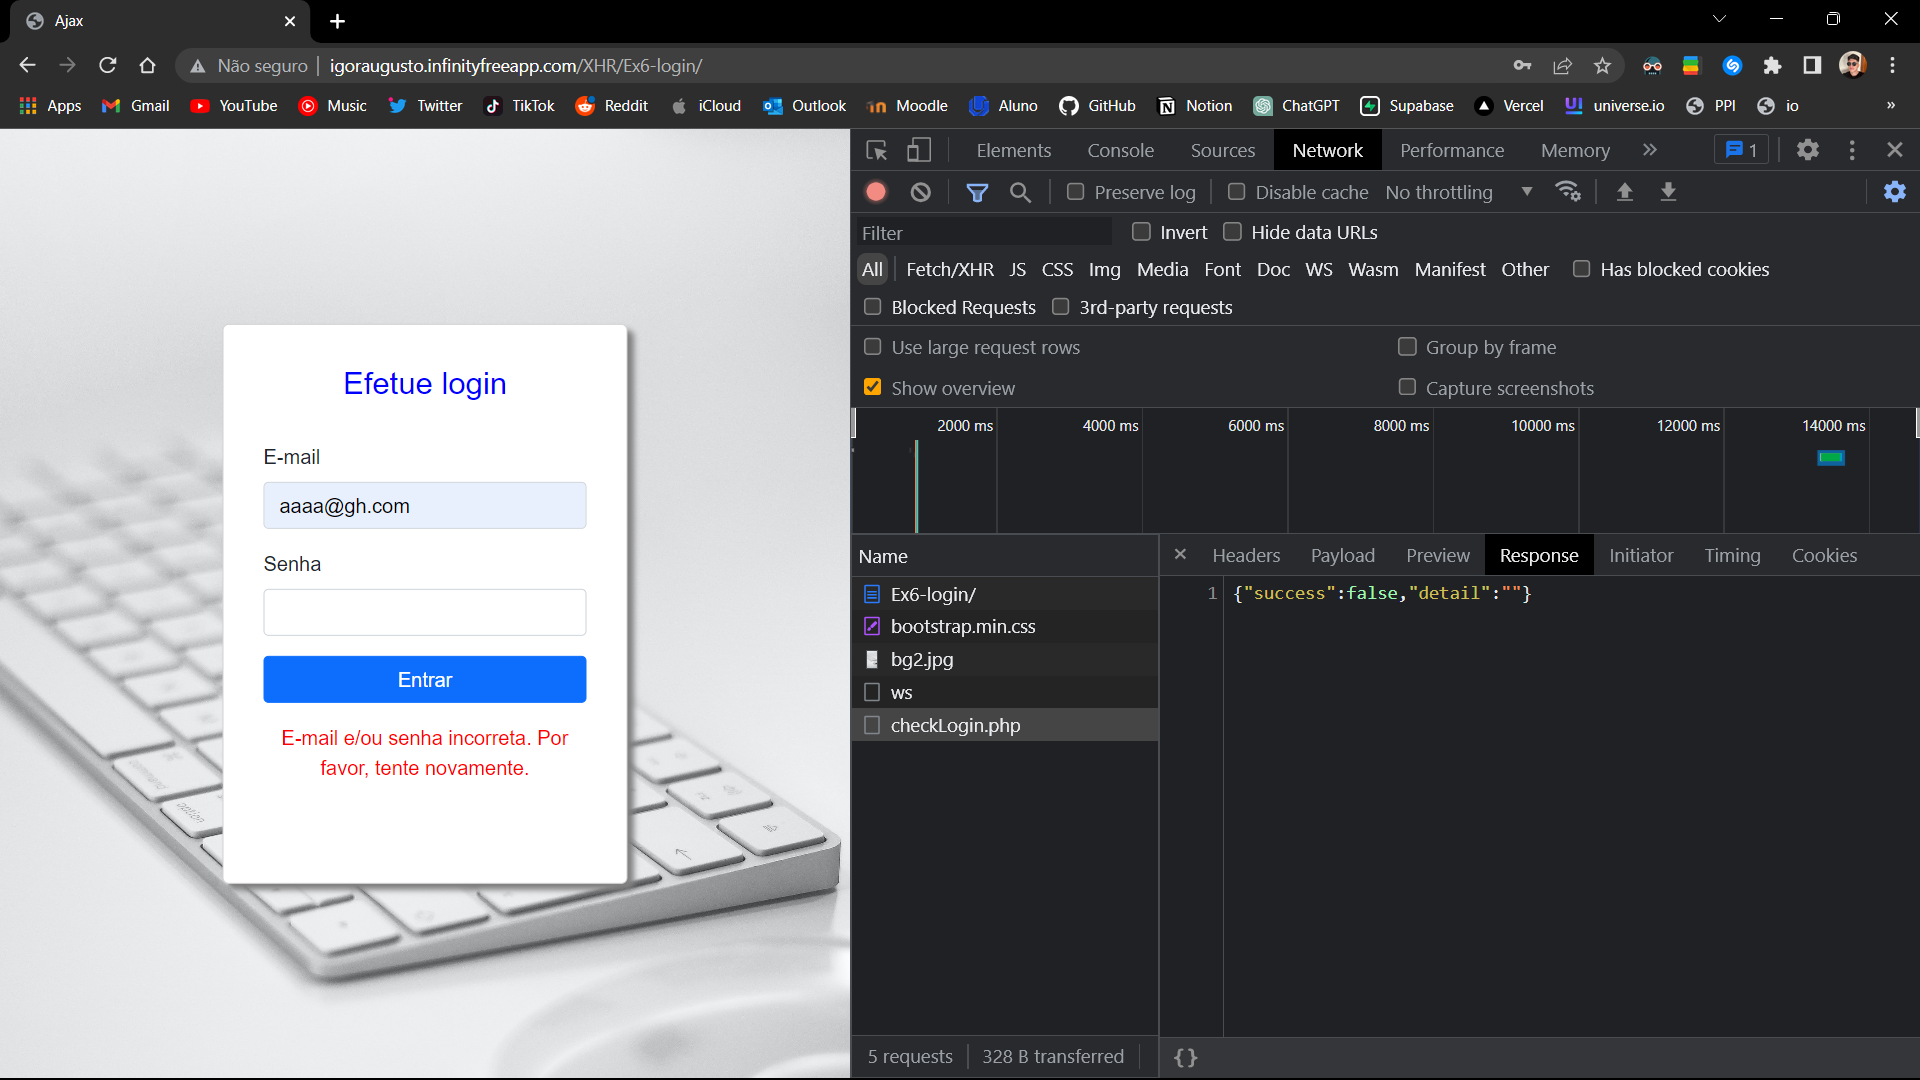 Ajax
Não seguro igoraugusto.infinityfreeapp.com/XHR/Ex6-login/
Apps Gmail YouTube Music Twitter TikTok Reddit iCloud Outlook Moodle Aluno GitHub Notion ChatGPT Supabase Vercel universe.io PPI io »
Elements Console Sources Network Performance Memory » 1
Preserve log Disable cache No throttling
Filter Invert Hide data URLs
All Fetch/XHR JS CSS Img Media Font Doc WS Wasm Manifest Other Has blocked cookies
Blocked Requests 3rd-party requests
Use large request rows Group by frame
Show overview Capture screenshots
2000 ms 4000 ms 6000 ms 8000 ms 10000 ms 12000 ms 14000 ms
Name
Ex6-login/
bootstrap.min.css
bg2.jpg
ws
checkLogin.php
5 requests 328 B transferred
Headers Payload Preview Response Initiator Timing Cookies
1 {"success":false,"detail":""}
{}
Efetue login
E-mail
aaaa@gh.com
Senha
Entrar
E-mail e/ou senha incorreta. Por
favor, tente novamente.
command
option